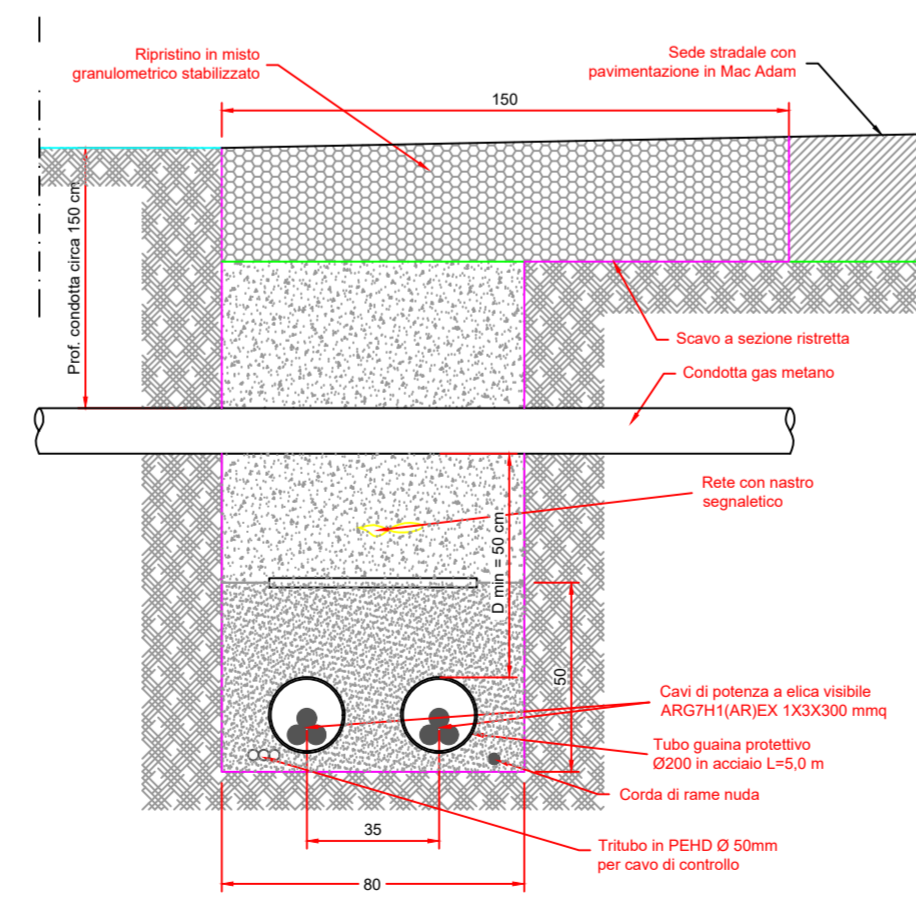 Ripristino in misto
granulometrico stabilizzato
Sede stradale con
pavimentazione in Mac Adam
150
Prof. condotta circa 150 cm
Scavo a sezione ristretta
Condotta gas metano
Rete con nastro
segnaletico
D min = 50 cm
50
Cavi di potenza a elica visibile
ARG7H1(AR)EX 1X3X300 mmq
Tubo guaina protettivo
Ø200 in acciaio L=5,0 m
Corda di rame nuda
35
Tritubo in PEHD Ø 50mm
per cavo di controllo
80